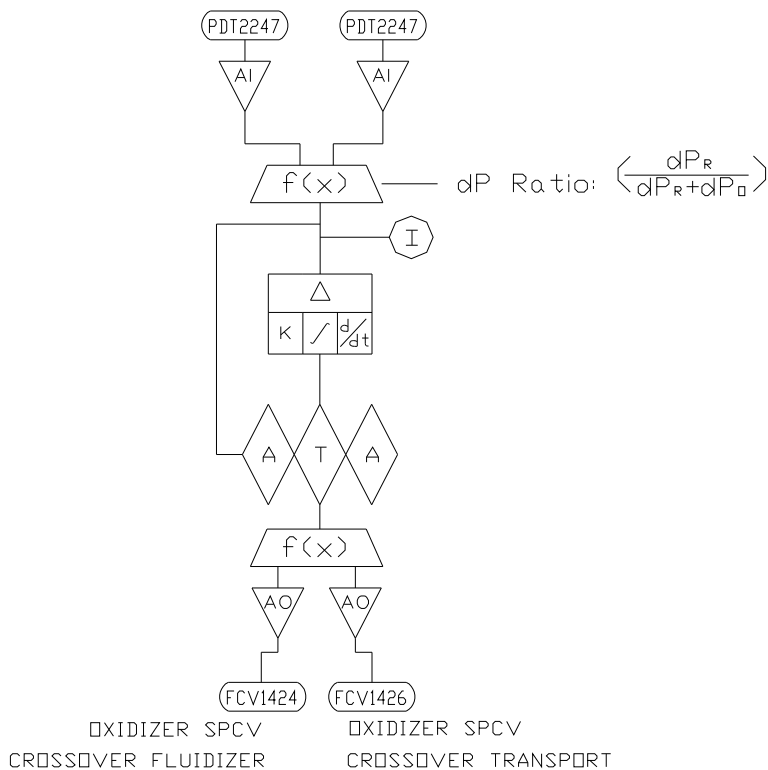 PDT2247 PDT2247
AI AI
f(x) dP Ratio: (dPR / dPR+dPO)
I
Δ
K ∫ d/dt
A T A
f(x)
AO AO
FCV1424 FCV1426
OXIDIZER SPCV OXIDIZER SPCV
CROSSOVER FLUIDIZER CROSSOVER TRANSPORT